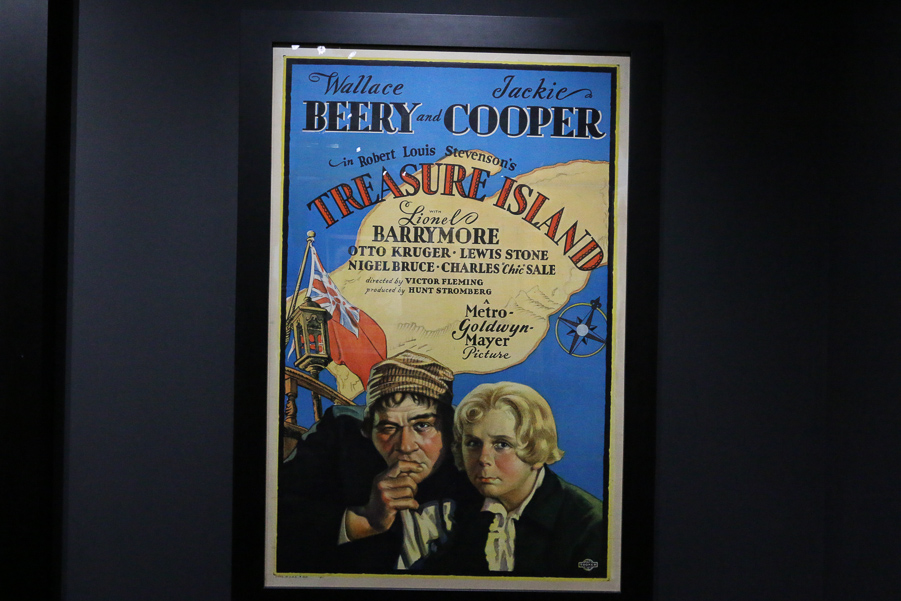 Wallace Jackie
BEERY and COOPER
in Robert Louis Stevenson's
TREASURE ISLAND
WITH
Lionel
BARRYMORE
OTTO KRUGER · LEWIS STONE
NIGEL BRUCE · CHARLES "Chic" SALE
directed by VICTOR FLEMING
produced by HUNT STROMBERG
A
Metro-
Goldwyn-
Mayer
Picture